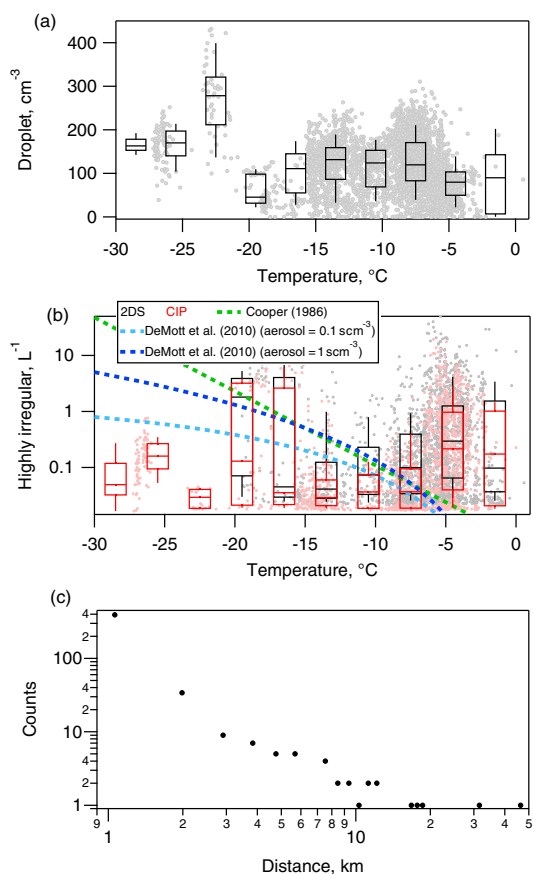 (a)
Droplet, cm⁻³
400
300
200
100
0
-30 -25 -20 -15 -10 -5 0
Temperature, °C
(b)
2DS CIP Cooper (1986)
DeMott et al. (2010) (aerosol = 0.1 scm⁻³)
DeMott et al. (2010) (aerosol = 1 scm⁻³)
Highly irregular, L⁻¹
10
1
0.1
-30 -25 -20 -15 -10 -5 0
Temperature, °C
(c)
Counts
4
2
100
4
2
10
4
2
1
9 2 3 4 5 6 7 8 9 2 3 4 5
1 10
Distance, km